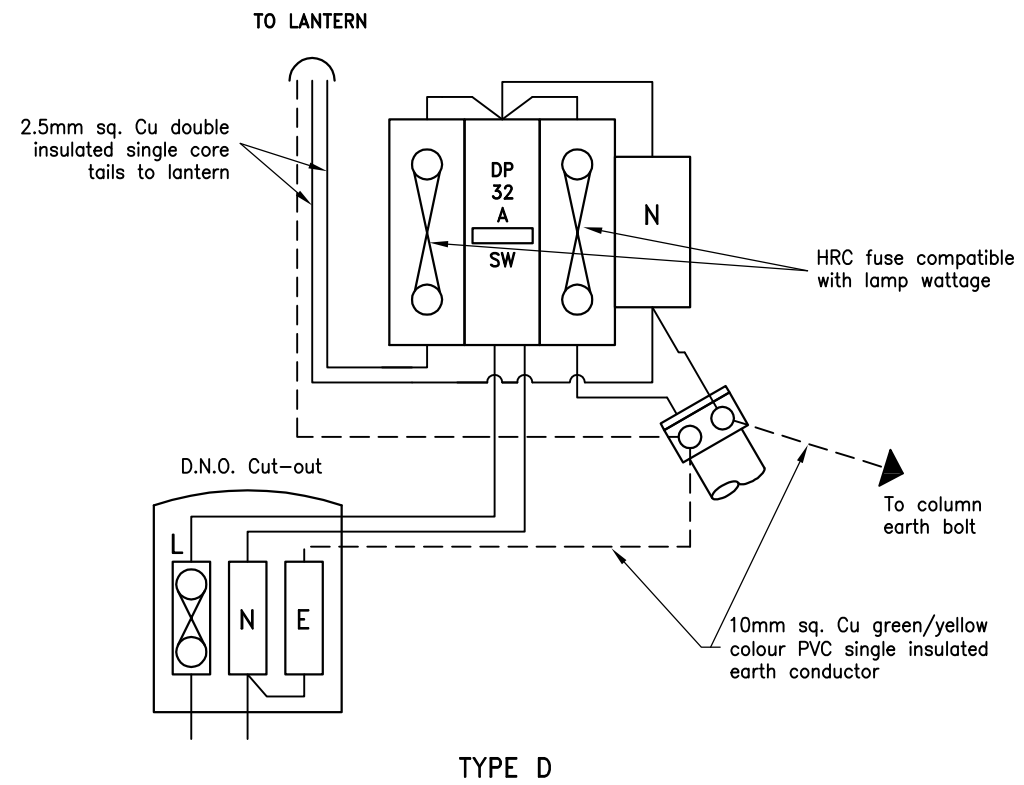 TO LANTERN
2.5mm sq. Cu double
insulated single core
tails to lantern
DP
32
A
SW
N
HRC fuse compatible
with lamp wattage
D.N.O. Cut-out
L
N
E
To column
earth bolt
10mm sq. Cu green/yellow
colour PVC single insulated
earth conductor
TYPE D